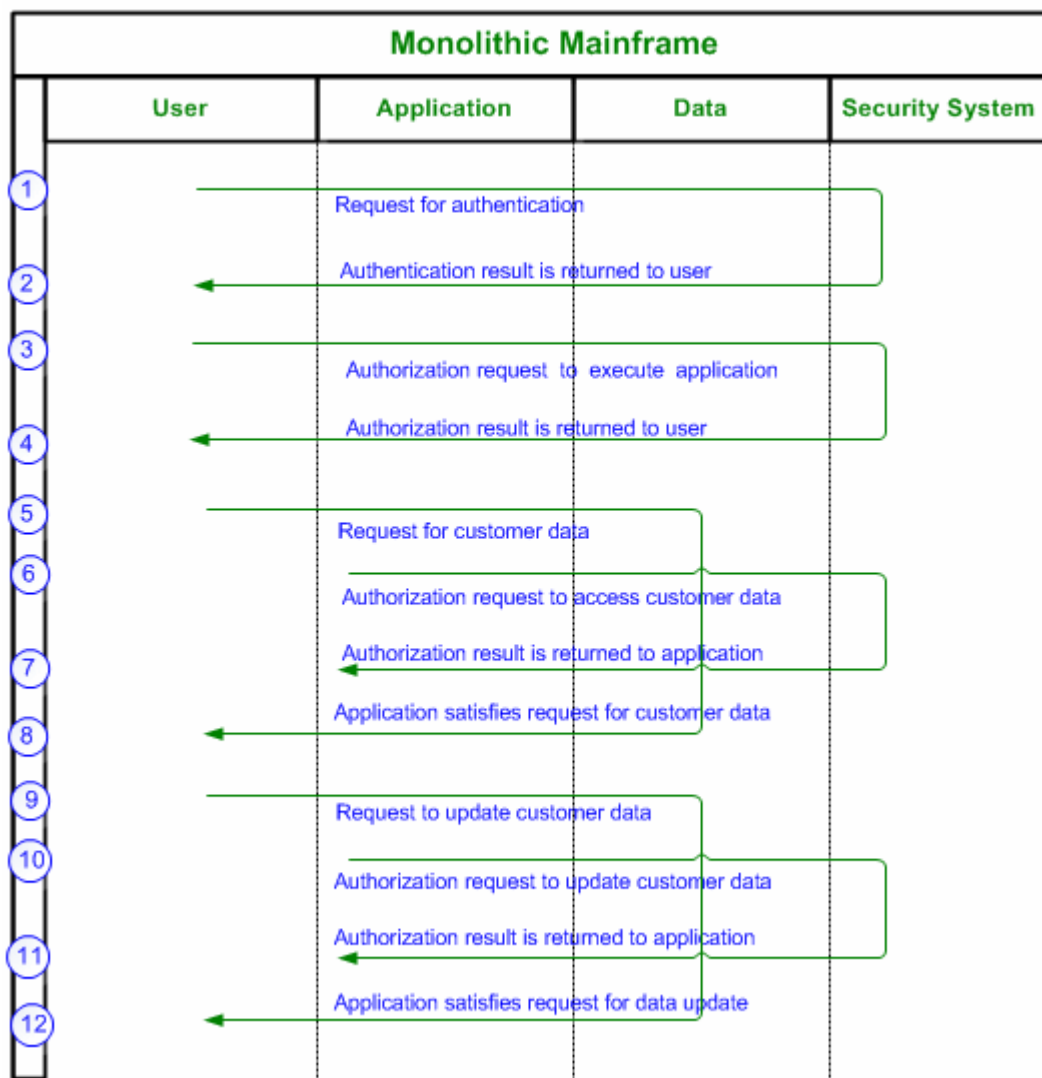 Monolithic Mainframe
User Application Data Security System
1
Request for authentication
Authentication result is returned to user
2
3
Authorization request to execute application
Authorization result is returned to user
4
5
Request for customer data
6
Authorization request to access customer data
Authorization result is returned to application
7
Application satisfies request for customer data
8
9
Request to update customer data
10
Authorization request to update customer data
Authorization result is returned to application
11
Application satisfies request for data update
12